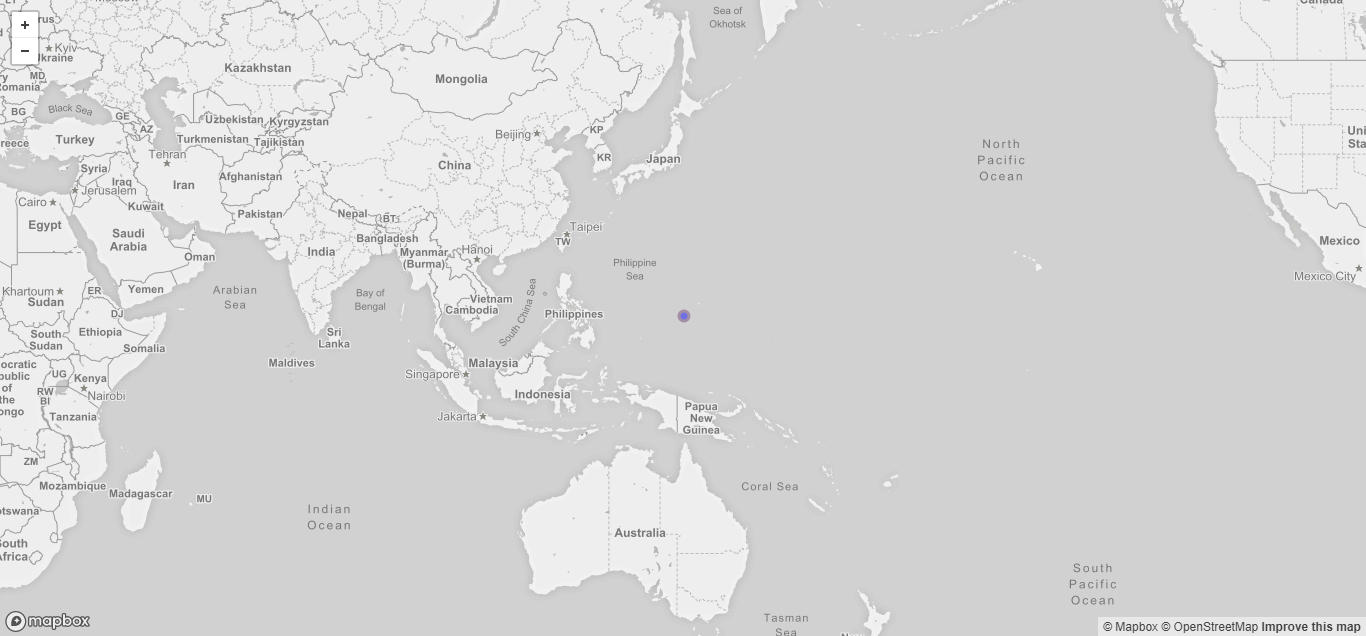 Moscow
Sea of
Okhotsk
Canada
+
−
Kyiv
Ukraine
Kazakhstan
Mongolia
MD
Romania
BG
Black Sea
GE
AZ
Uzbekistan
Kyrgyzstan
Turkmenistan
Tajikistan
Beijing
KP
KR
Japan
North
Pacific
Ocean
Uni
Sta
reece
Turkey
Tehran
Syria
Iraq
Iran
Afghanistan
China
Jerusalem
Cairo
Kuwait
Pakistan
Nepal
BT
Egypt
Saudi
Arabia
Oman
India
Bangladesh
Myanmar
(Burma)
Hanoi
Taipei
TW
Mexico
Mexico City
Philippine
Sea
Khartoum
Sudan
ER
Yemen
Arabian
Sea
Bay of
Bengal
Vietnam
Cambodia
South China Sea
Philippines
DJ
South
Sudan
Ethiopia
Somalia
Sri
Lanka
Maldives
Malaysia
Singapore
ocratic
public
of
the
ongo
UG
Kenya
RW
BI
Nairobi
Tanzania
Indonesia
Jakarta
Papua
New
Guinea
ZM
Mozambique
Madagascar
MU
otswana
Coral Sea
Indian
Ocean
Australia
South
Africa
South
Pacific
Ocean
Tasman
Sea
mapbox
© Mapbox © OpenStreetMap Improve this map